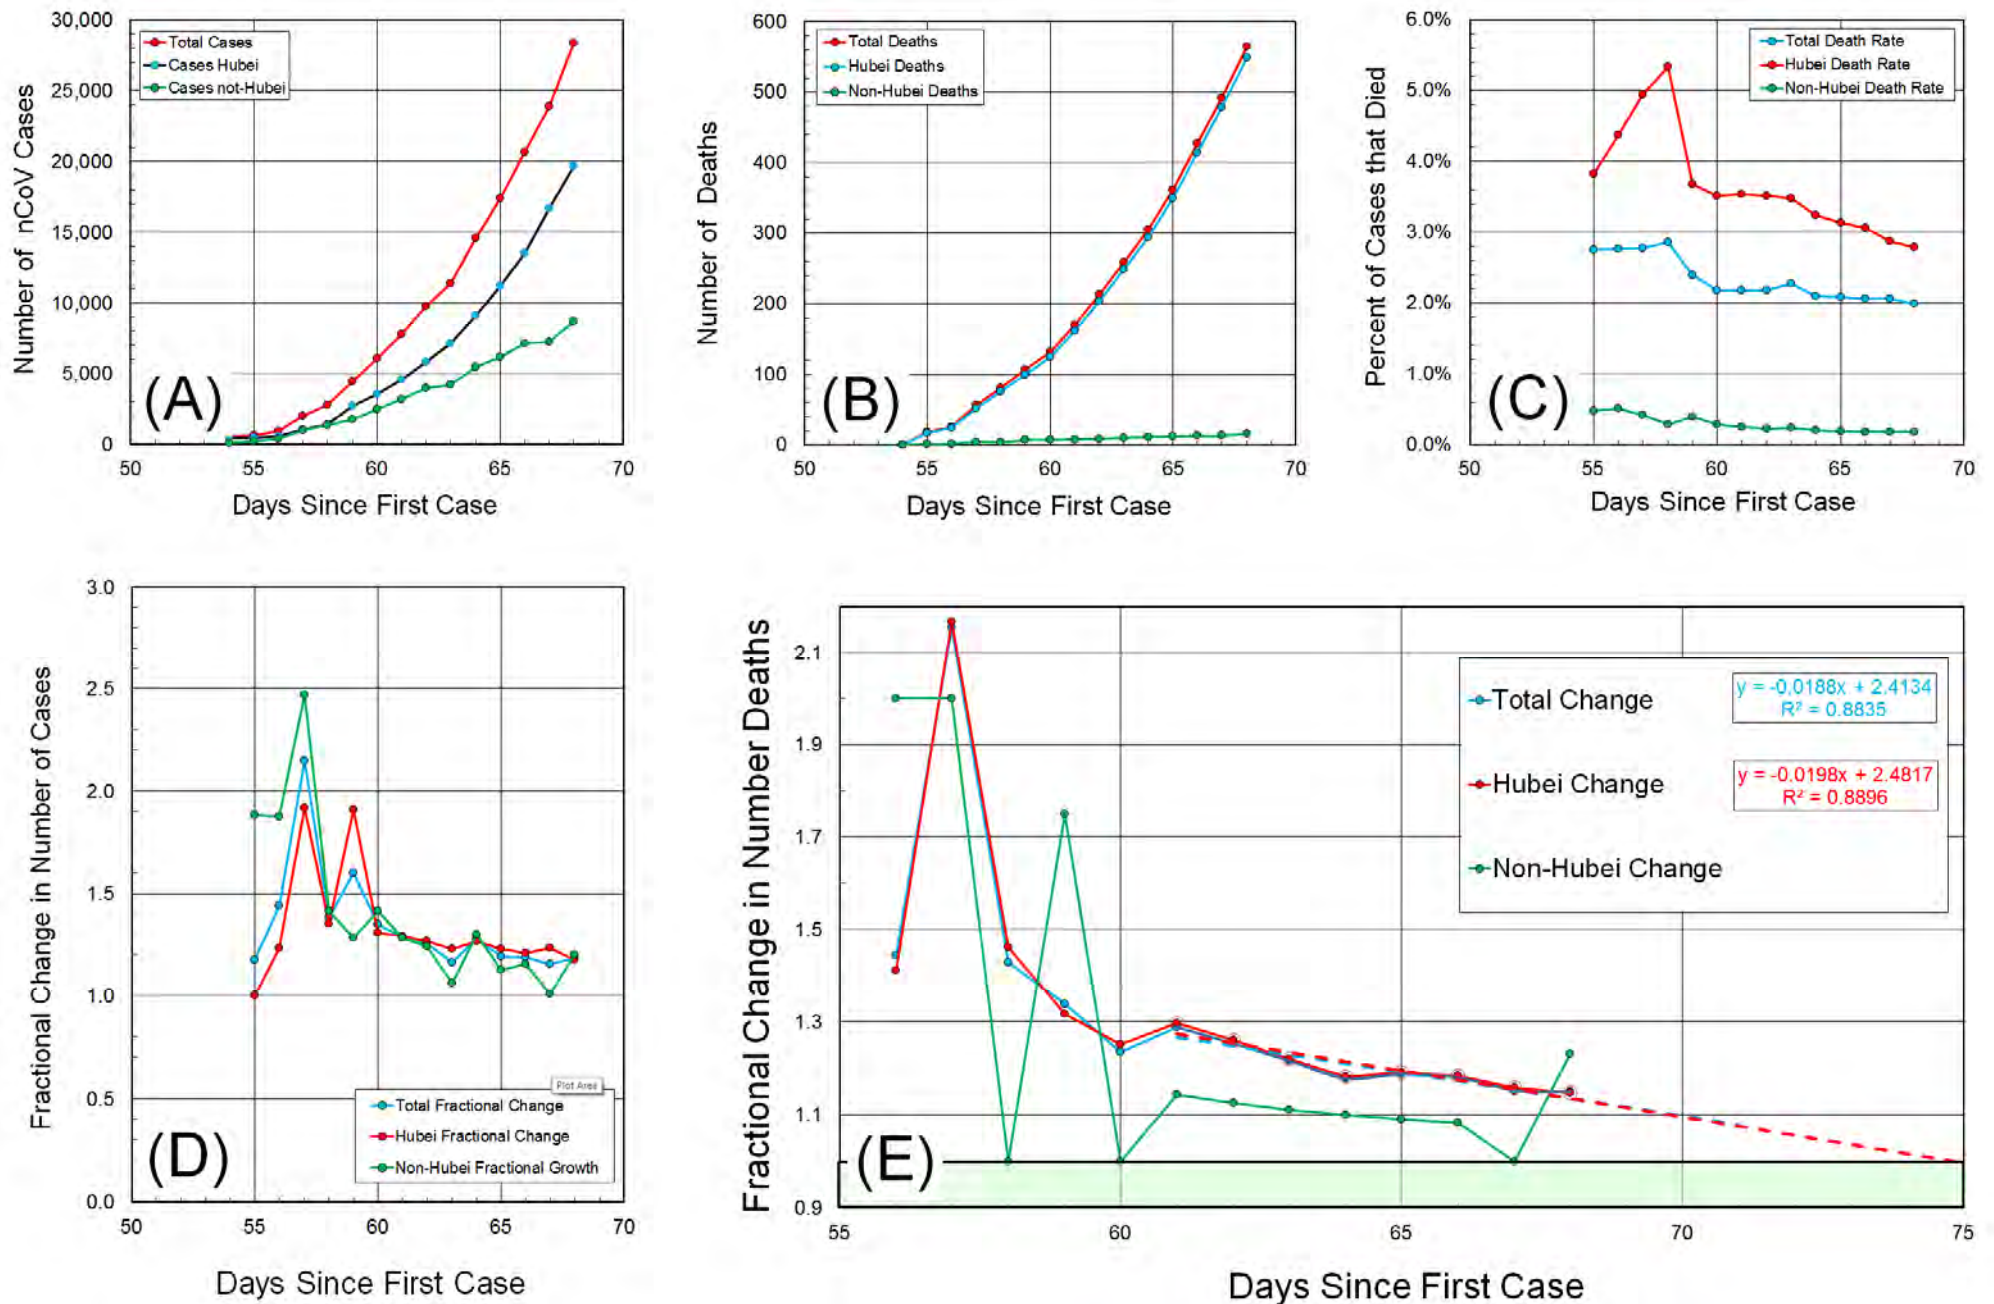 30,000
25,000
20,000
15,000
10,000
5,000
0
Number of nCoV Cases
Total Cases
Cases Hubei
Cases not-Hubei
(A)
50 55 60 65 70
Days Since First Case
600
500
400
300
200
100
0
Number of Deaths
Total Deaths
Hubei Deaths
Non-Hubei Deaths
(B)
50 55 60 65 70
Days Since First Case
6.0%
5.0%
4.0%
3.0%
2.0%
1.0%
0.0%
Percent of Cases that Died
Total Death Rate
Hubei Death Rate
Non-Hubei Death Rate
(C)
50 55 60 65 70
Days Since First Case
3.0
2.5
2.0
1.5
1.0
0.5
0.0
Fractional Change in Number of Cases
Plot Area
Total Fractional Change
Hubei Fractional Change
Non-Hubei Fractional Growth
(D)
50 55 60 65 70
Days Since First Case
2.1
1.9
1.7
1.5
1.3
1.1
0.9
Fractional Change in Number Deaths
Total Change
y = -0.0188x + 2.4134
R² = 0.8835
Hubei Change
y = -0.0198x + 2.4817
R² = 0.8896
Non-Hubei Change
(E)
55 60 65 70 75
Days Since First Case